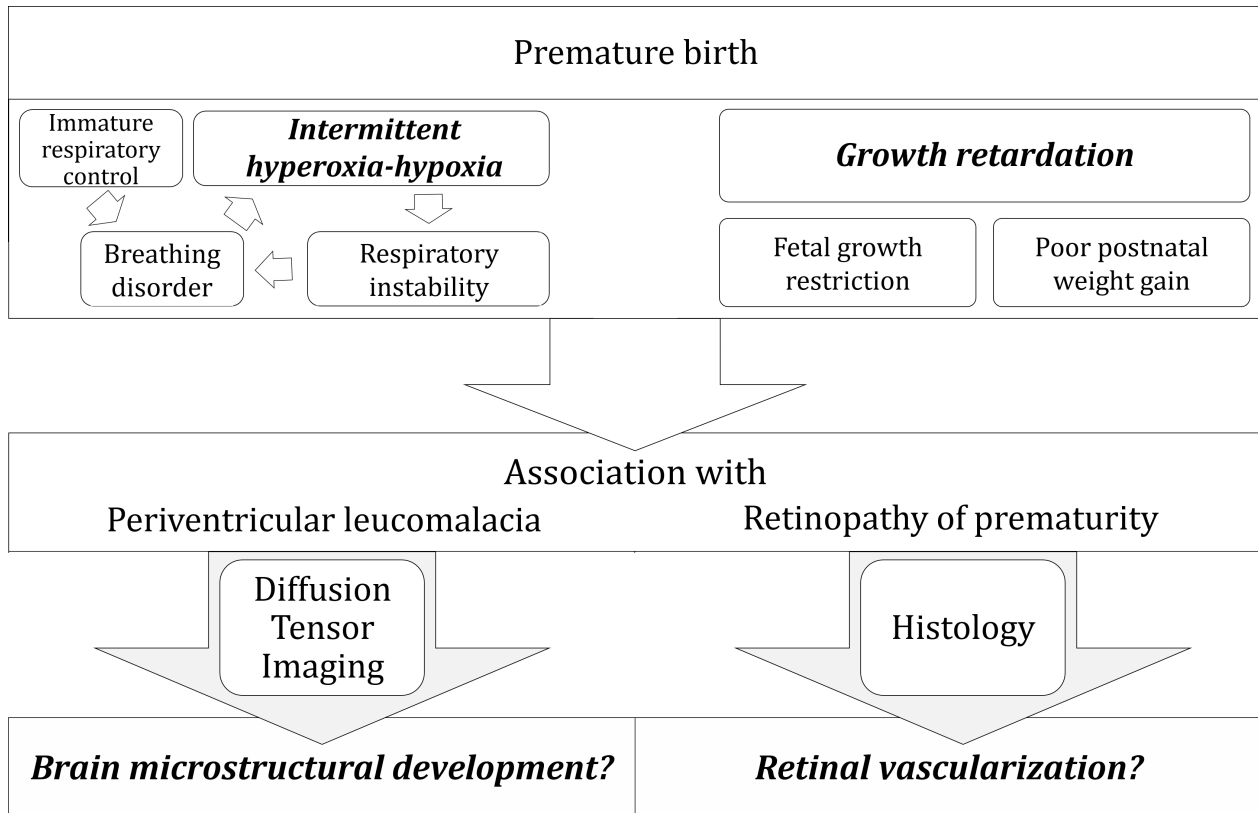 Premature birth
Immature
respiratory
control
Intermittent
hyperoxia-hypoxia
Growth retardation
Breathing
disorder
Respiratory
instability
Fetal growth
restriction
Poor postnatal
weight gain
Association with
Periventricular leucomalacia
Retinopathy of prematurity
Diffusion
Tensor
Imaging
Histology
Brain microstructural development?
Retinal vascularization?